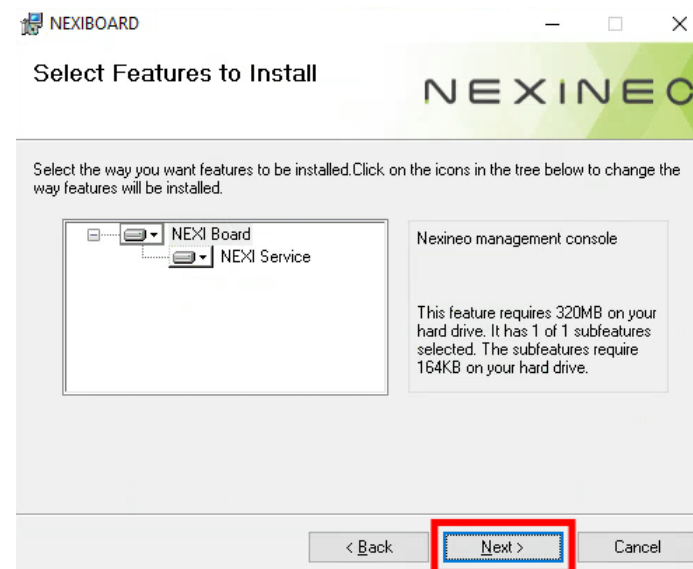 NEXIBOARD
Select Features to Install
NEXINEO
Select the way you want features to be installed.Click on the icons in the tree below to change the
way features will be installed.
NEXI Board
NEXI Service
Nexineo management console
This feature requires 320MB on your
hard drive. It has 1 of 1 subfeatures
selected. The subfeatures require
164KB on your hard drive.
< Back
Next >
Cancel